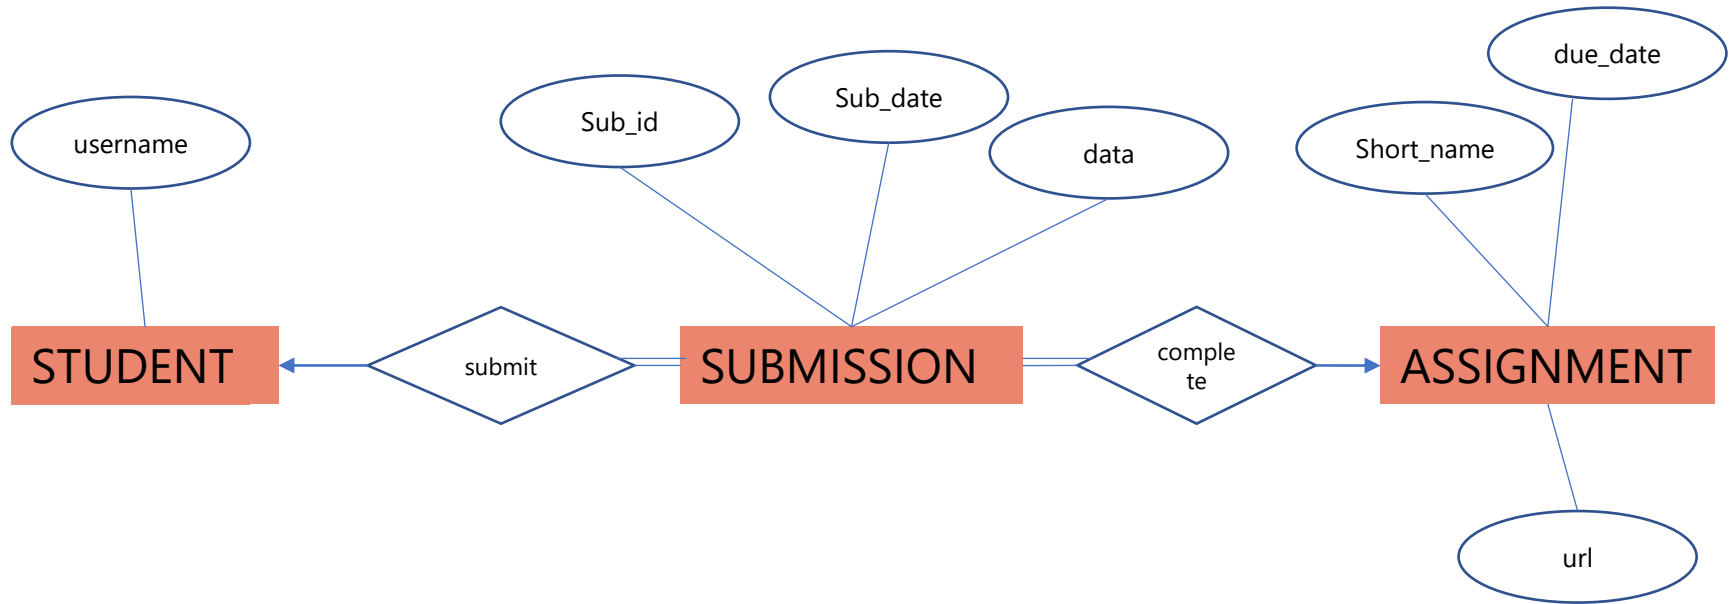 due_date
Sub_date
Sub_id
username
data
Short_name
STUDENT
submit
SUBMISSION
comple
te
ASSIGNMENT
url